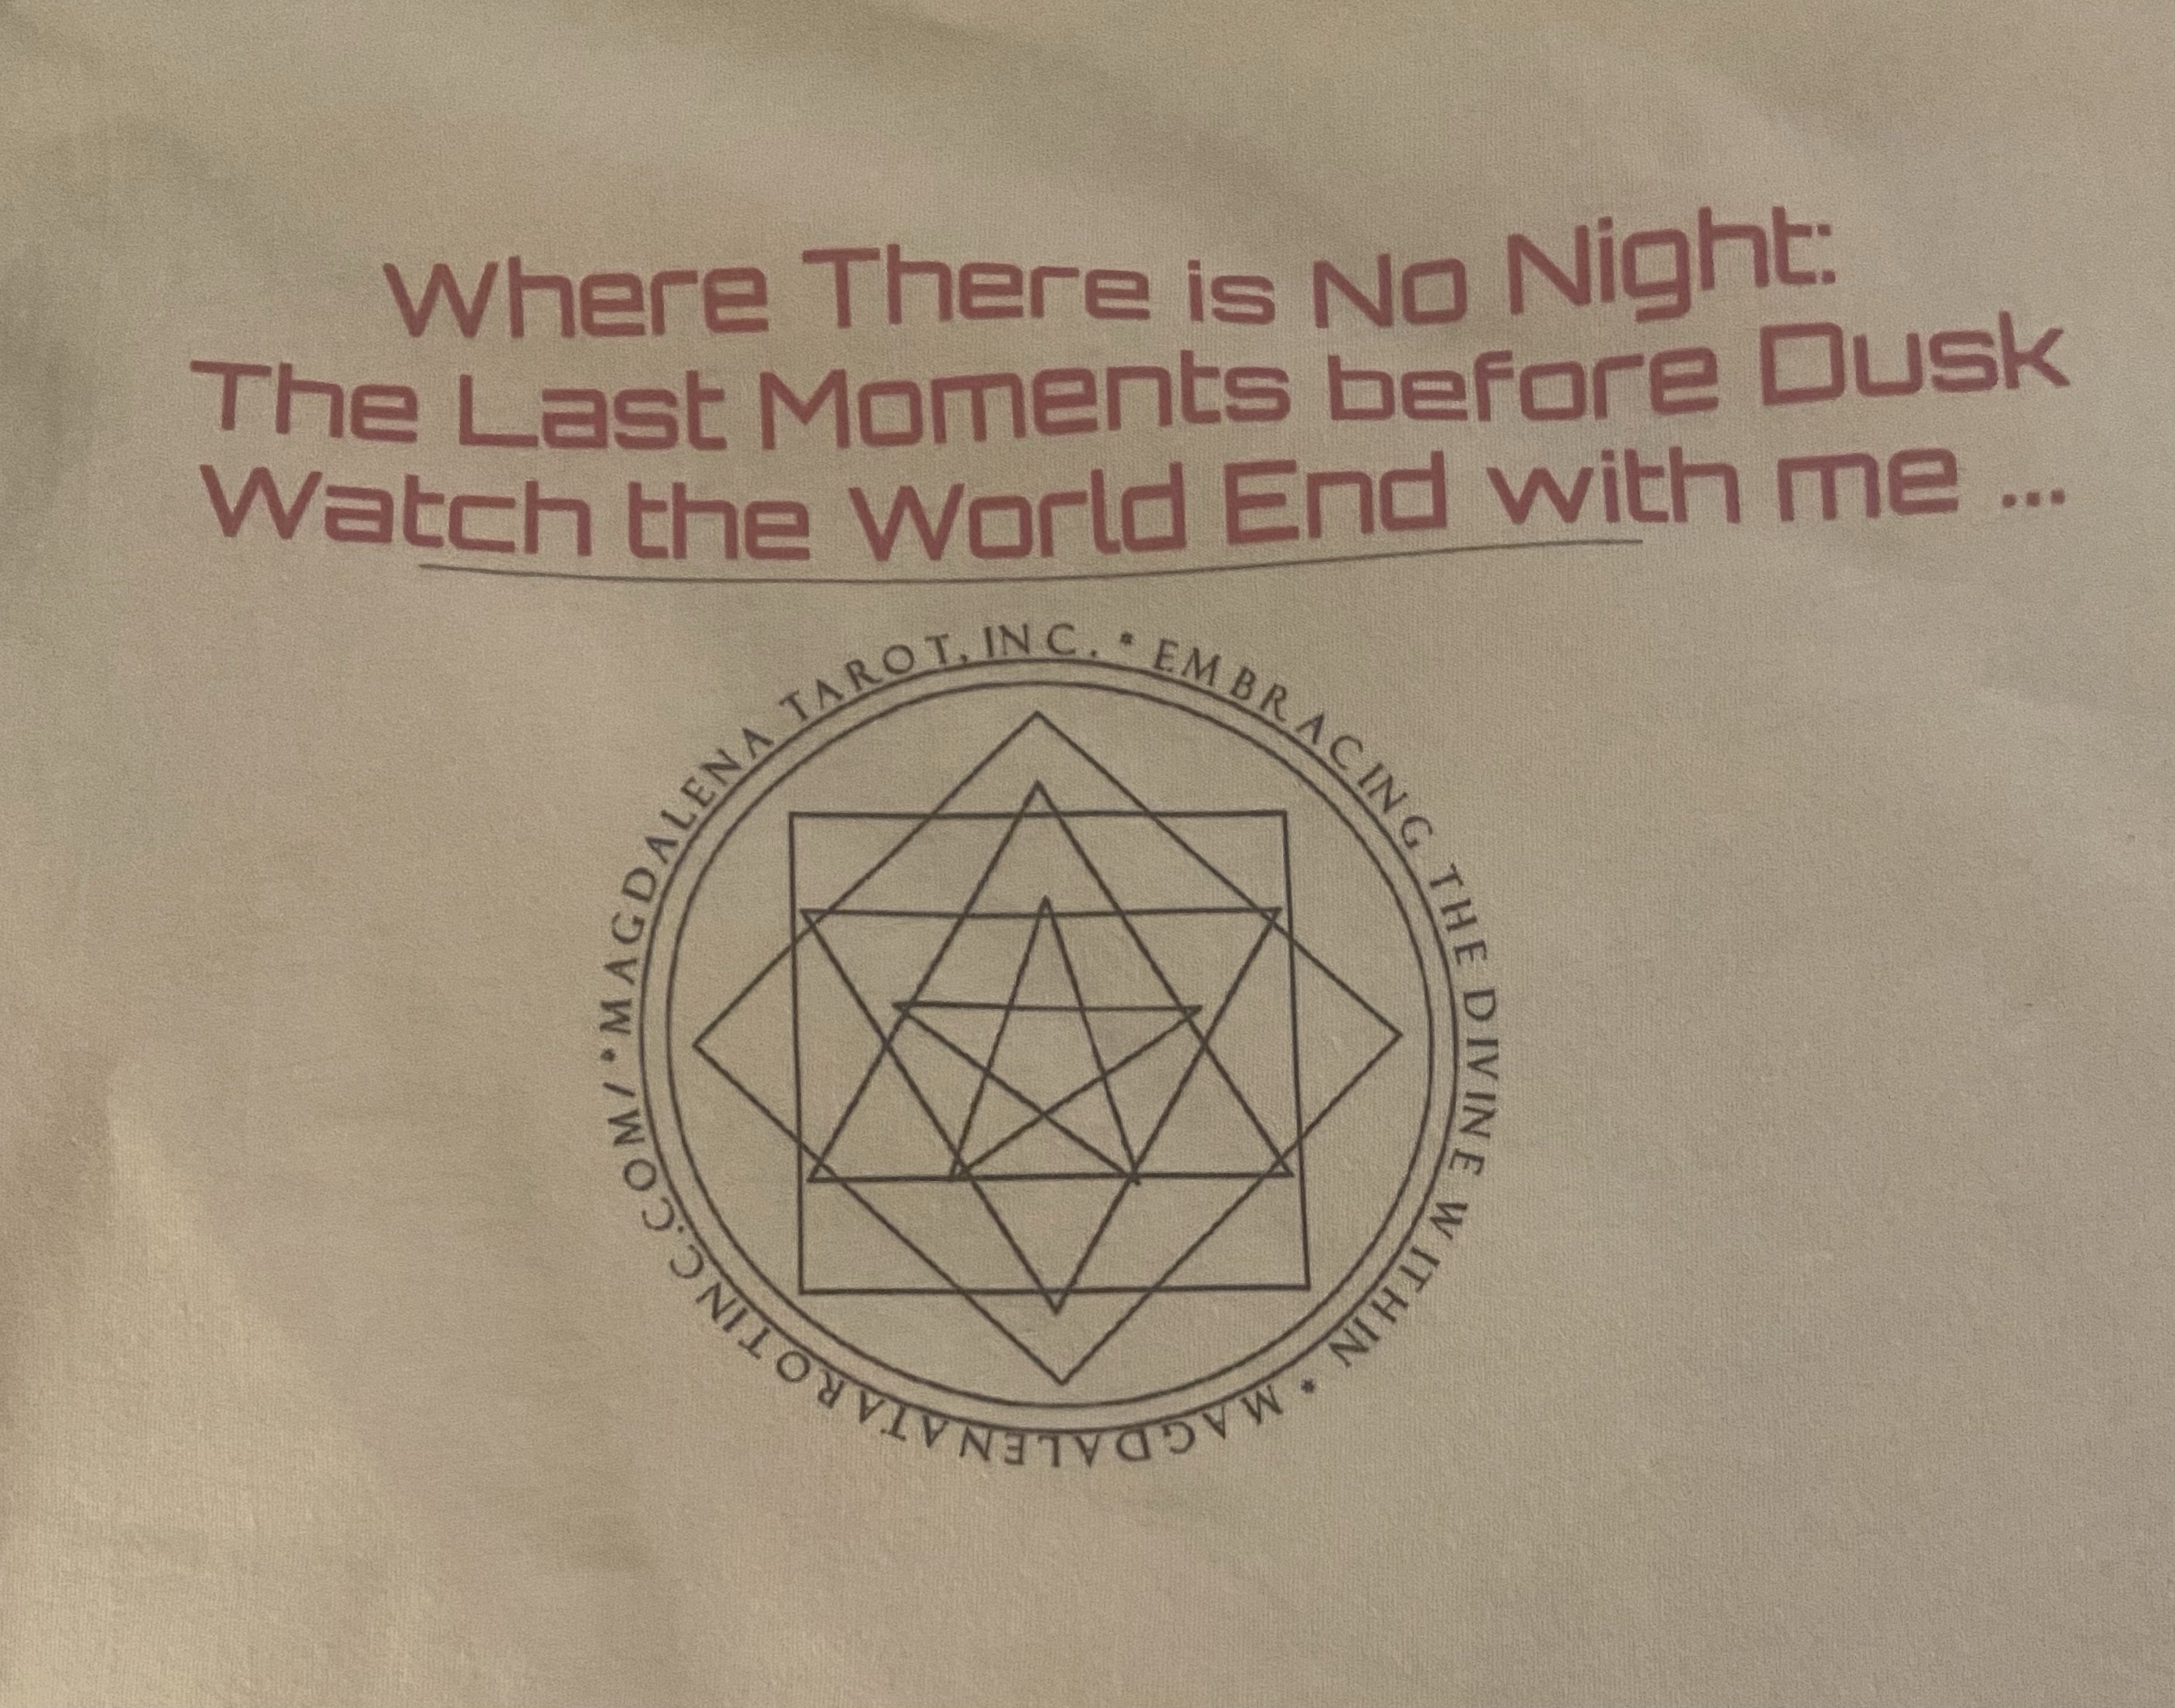 Where There is No Night:
The Last Moments before Dusk
Watch the World End with me ...
*MAGDALENA TAROT, INC. * EMBRACING THE DIVINE WITHIN * MAGDALENATAROTINC.COM/